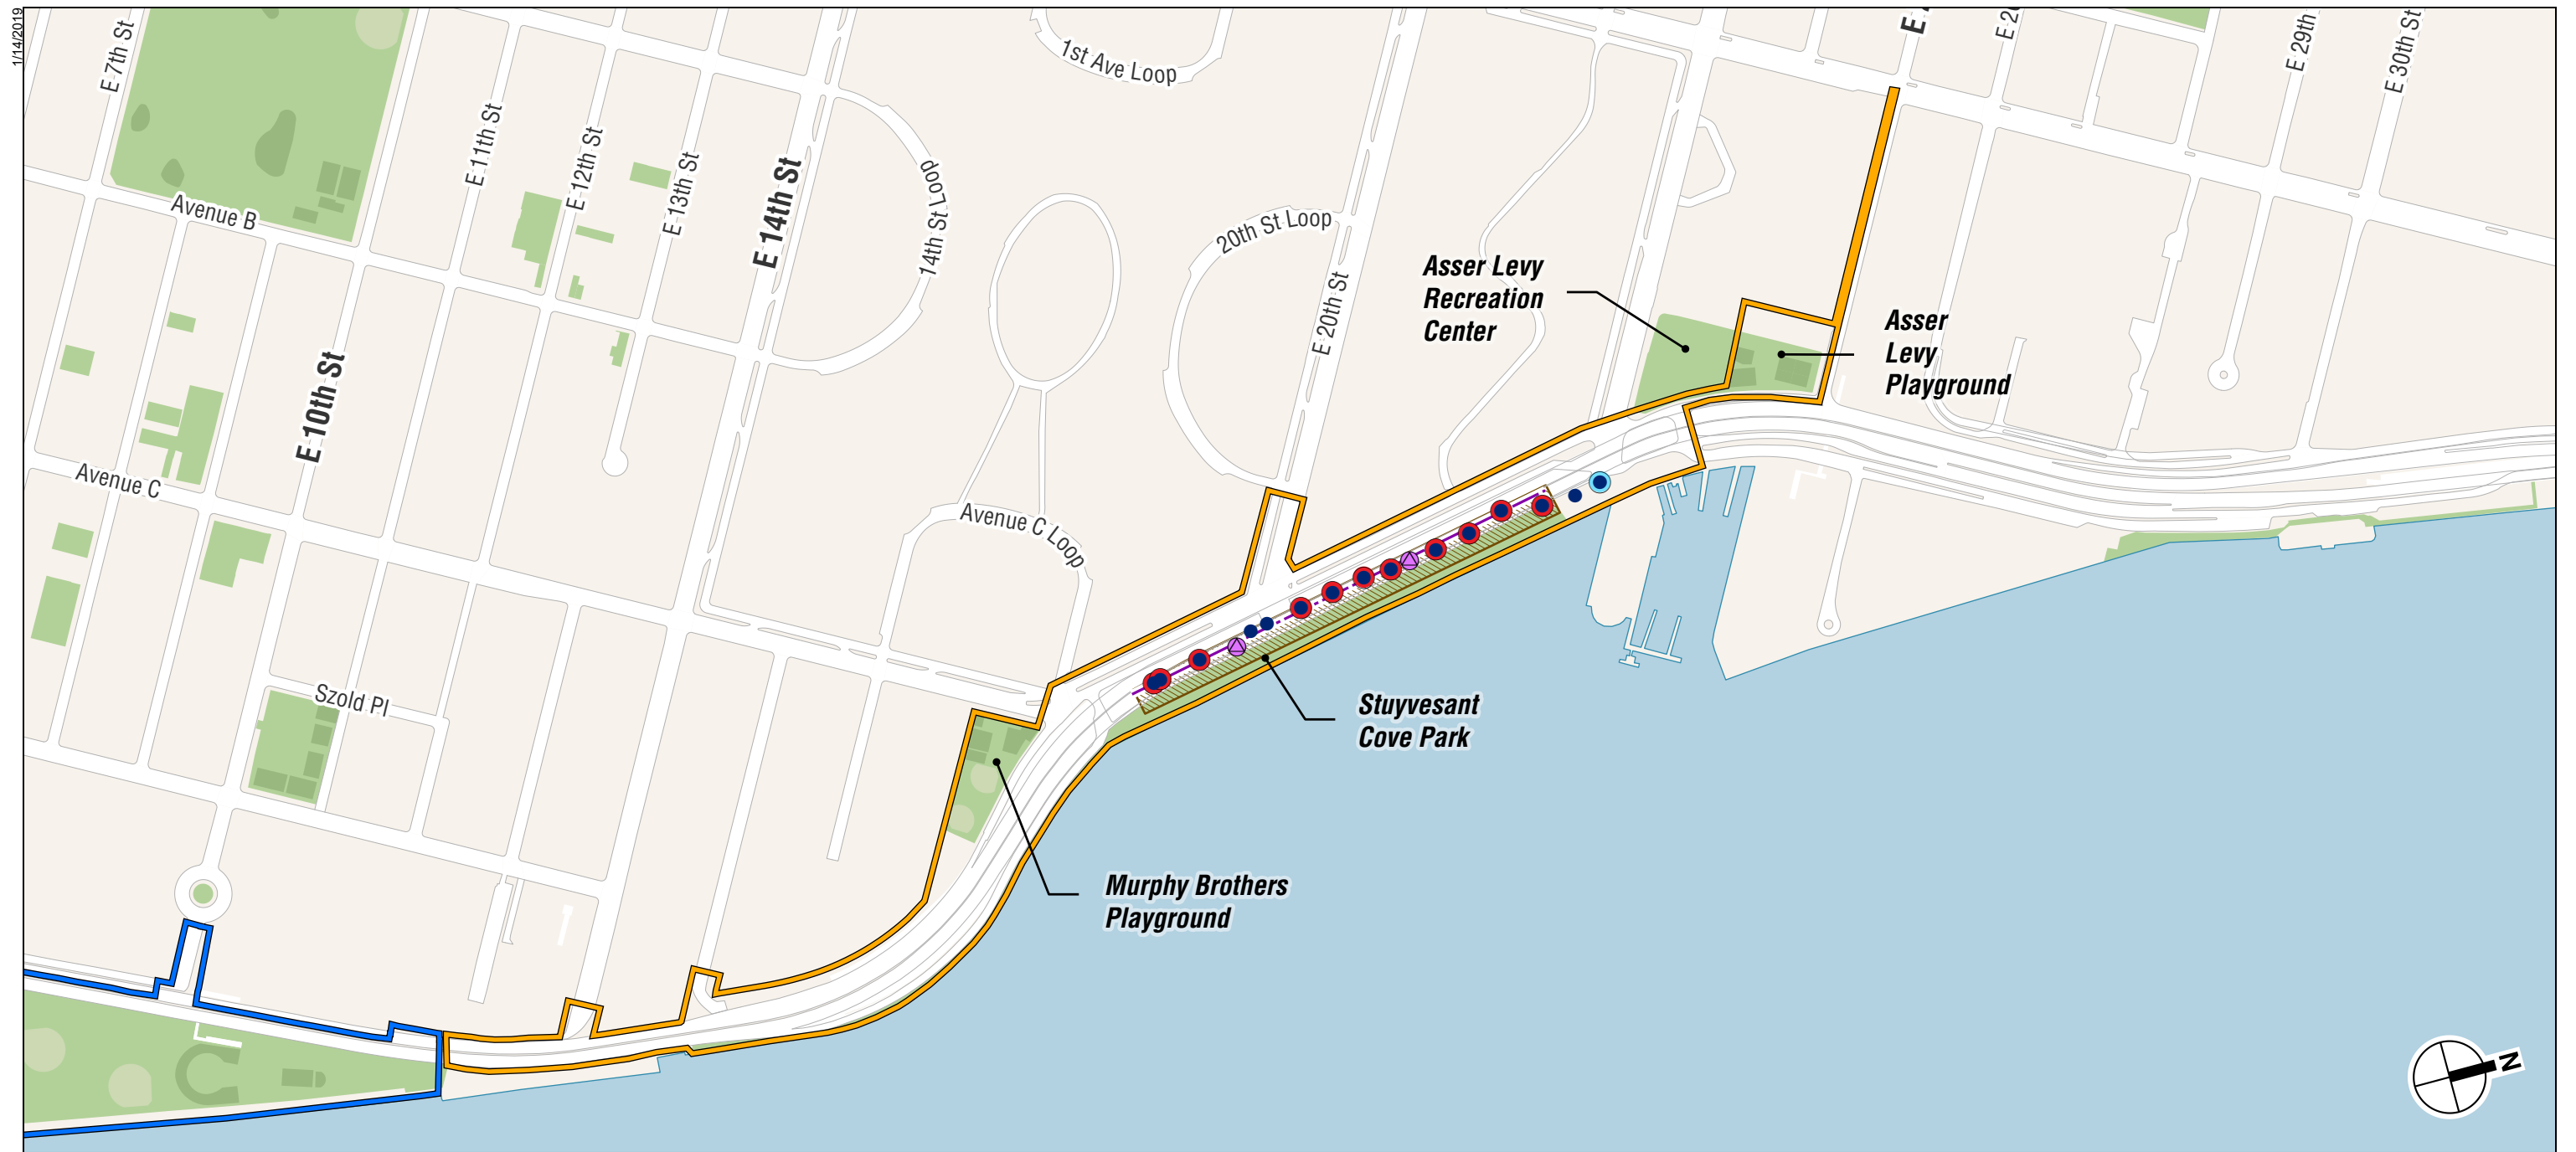 1/14/2019
E 7th St
E 11th St
E 12th St
E 13th St
E 14th St
1st Ave Loop
14th St Loop
20th St Loop
E 20th St
E 29th
E 30th St
Avenue B
E 10th St
Avenue C
Avenue C Loop
Szold Pl
Asser Levy
Recreation
Center
Asser
Levy
Playground
Stuyvesant
Cove Park
Murphy Brothers
Playground
N